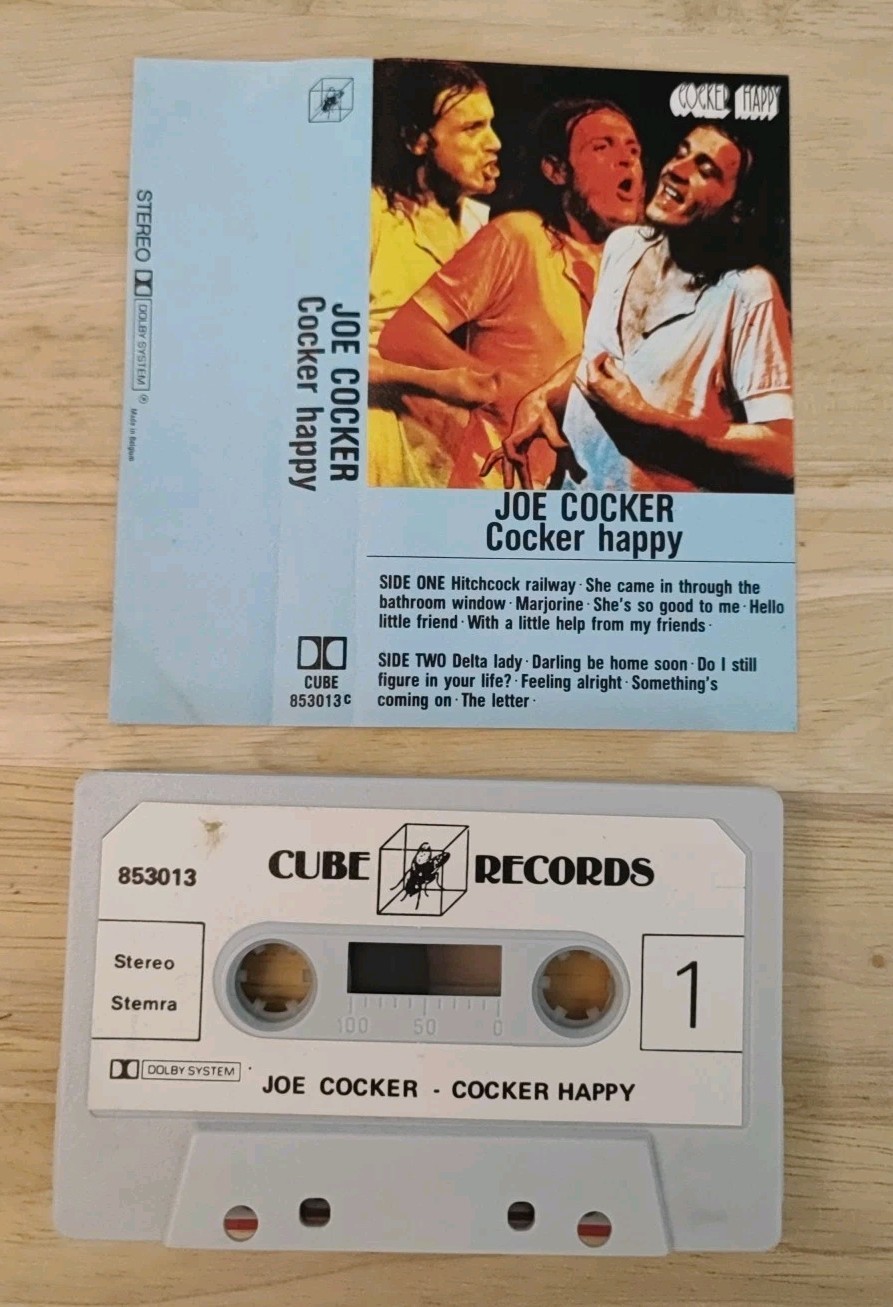 COCKER HAPPY
STEREO DOLBY SYSTEM ® Made in Belgium
JOE COCKER
Cocker happy
CUBE
853013 C
JOE COCKER
Cocker happy
SIDE ONE Hitchcock railway · She came in through the
bathroom window · Marjorine · She's so good to me · Hello
little friend · With a little help from my friends ·
SIDE TWO Delta lady · Darling be home soon · Do I still
figure in your life? · Feeling alright · Something's
coming on · The letter ·
853013
CUBE RECORDS
Stereo
Stemra
100 50 0
1
DOLBY SYSTEM
JOE COCKER - COCKER HAPPY